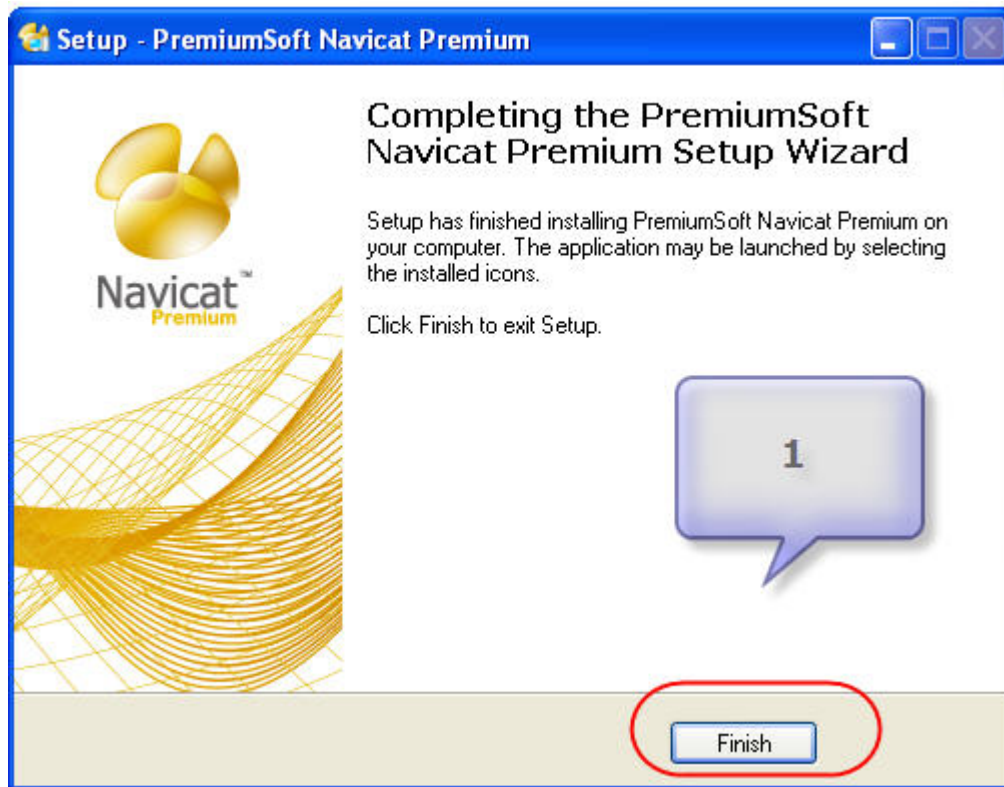 Setup - PremiumSoft Navicat Premium
Completing the PremiumSoft
Navicat Premium Setup Wizard
Setup has finished installing PremiumSoft Navicat Premium on
your computer. The application may be launched by selecting
the installed icons.
Click Finish to exit Setup.
Navicat™
Premium
1
Finish